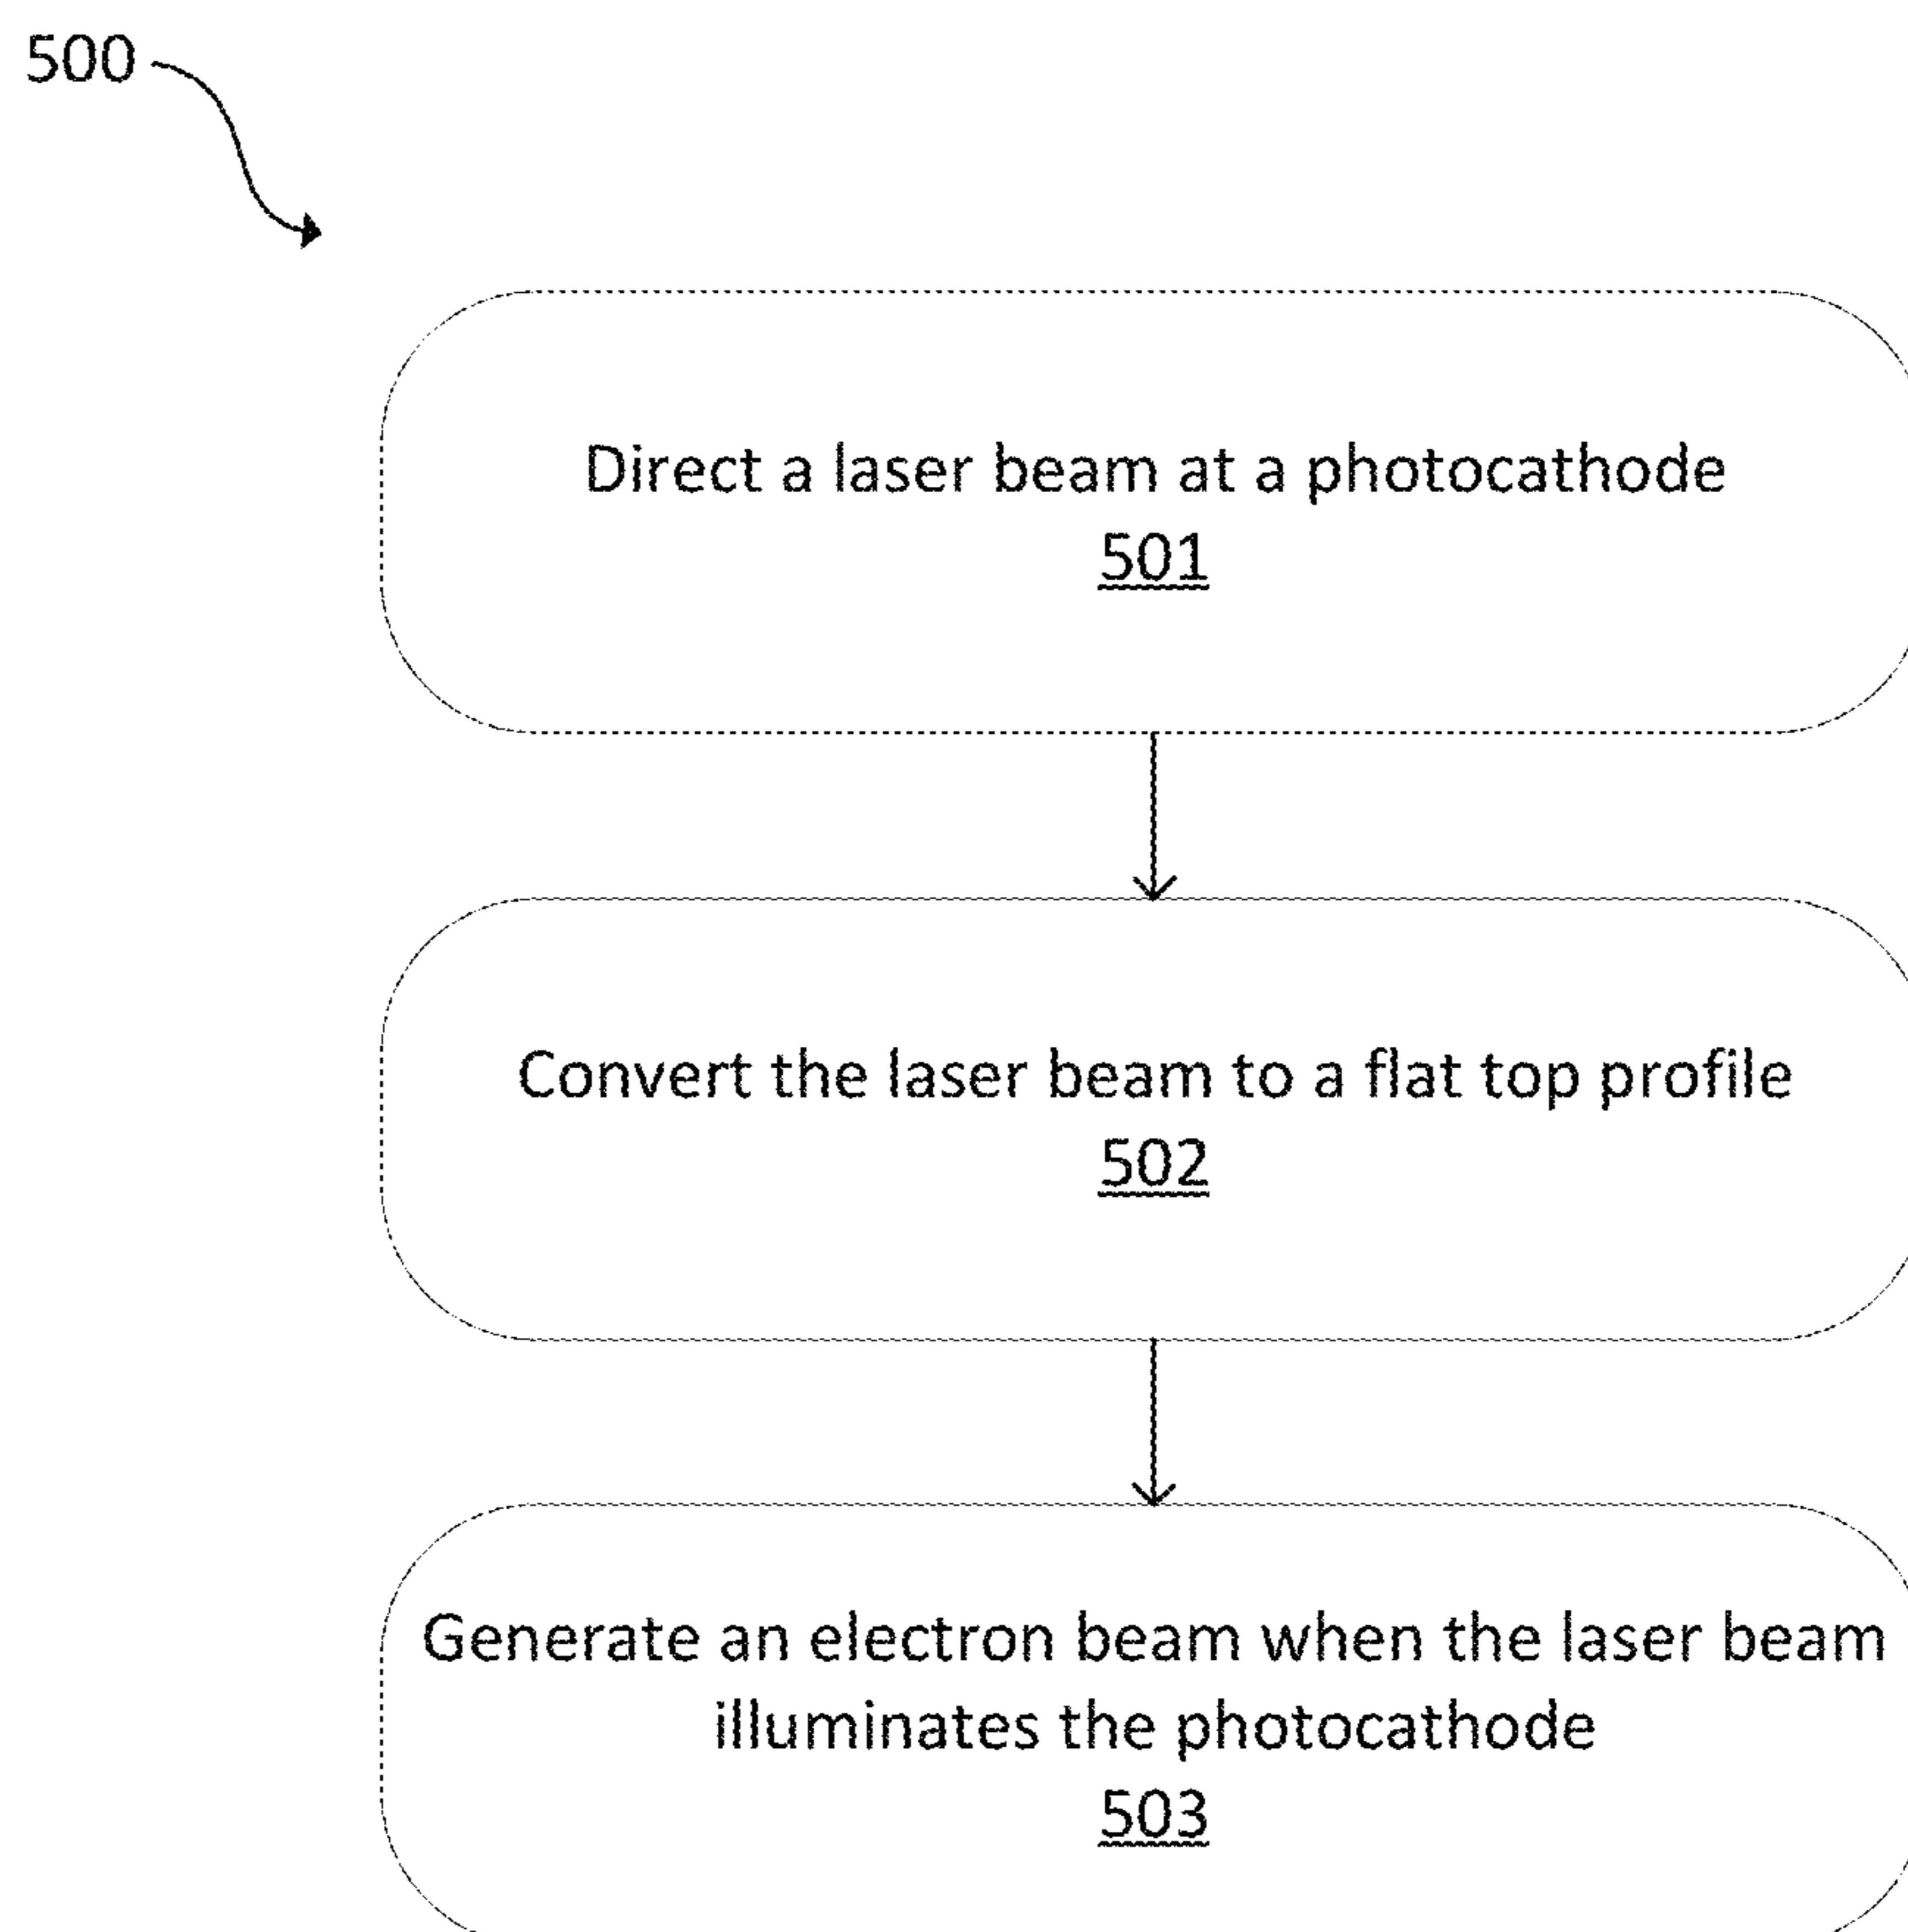 500
Direct a laser beam at a photocathode
501
Convert the laser beam to a flat top profile
502
Generate an electron beam when the laser beam
illuminates the photocathode
503